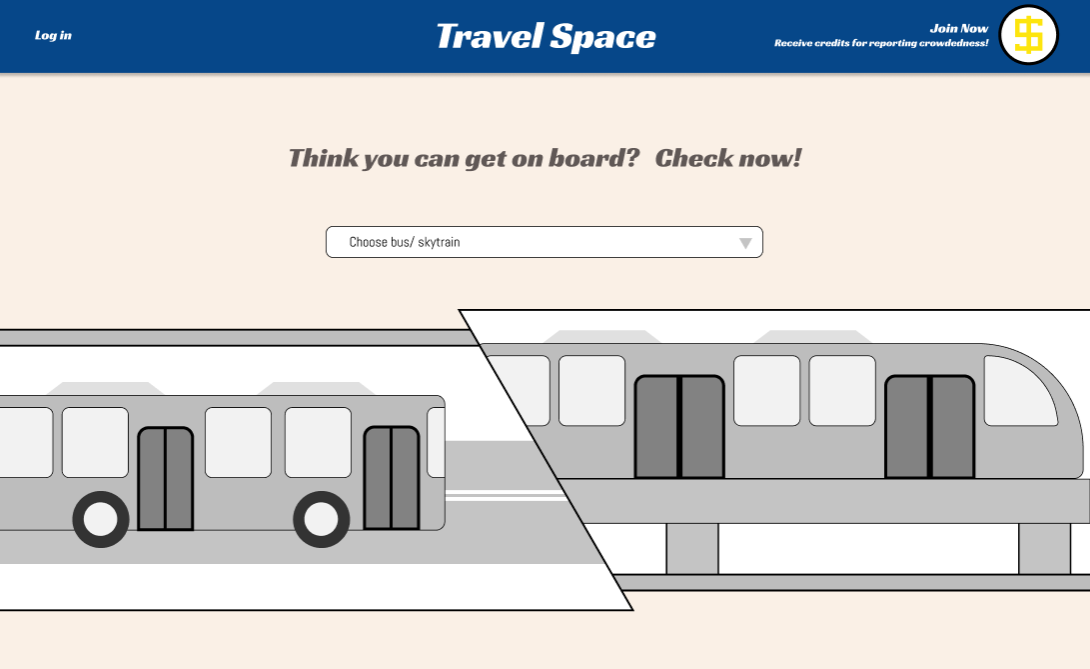 Log in
Travel Space
Join Now
Receive credits for reporting crowdedness!
$
Think you can get on board? Check now!
Choose bus/ skytrain